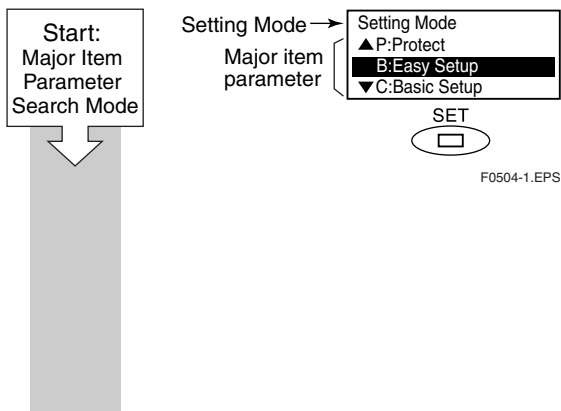 Start:
Major Item
Parameter
Search Mode
Setting Mode
Major item
parameter
Setting Mode
▲P:Protect
B:Easy Setup
▼C:Basic Setup
SET
F0504-1.EPS